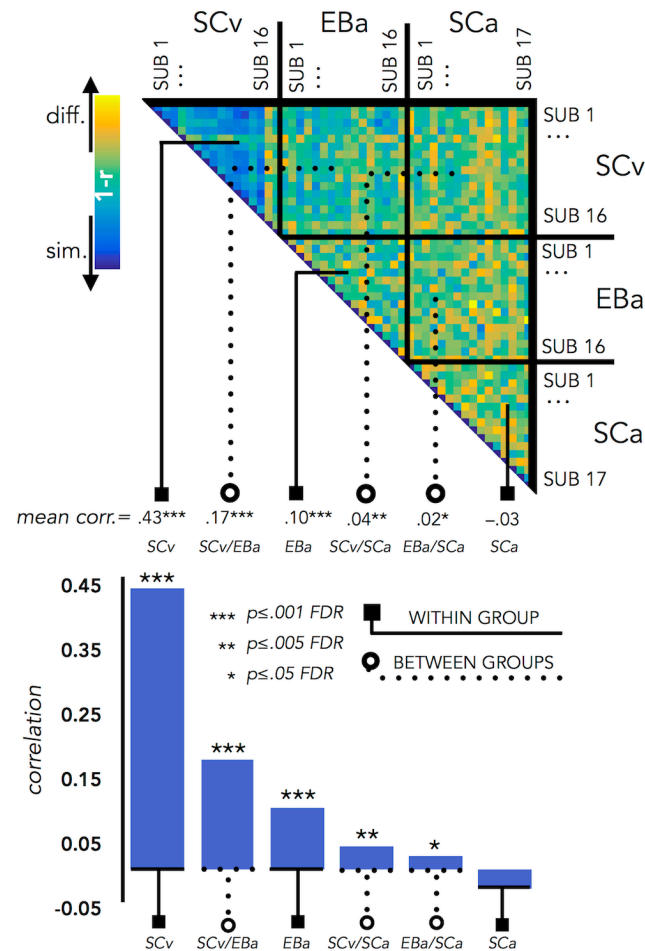 SCv EBa SCa
SUB 1 ... SUB 16 SUB 1 ... SUB 16 SUB 1 ... SUB 17
diff.
1-r
sim.
SUB 1
...
SCv
SUB 16
SUB 1
...
EBa
SUB 16
SUB 1
...
SCa
SUB 17
mean corr.= .43*** .17*** .10*** .04** .02* –.03
SCv SCv/EBa EBa SCv/SCa EBa/SCa SCa
correlation
0.45
0.35
0.25
0.15
0.05
-0.05
*** *** *** ** *
*** p≤.001 FDR
** p≤.005 FDR
* p≤.05 FDR
WITHIN GROUP
BETWEEN GROUPS
SCv SCv/EBa EBa SCv/SCa EBa/SCa SCa